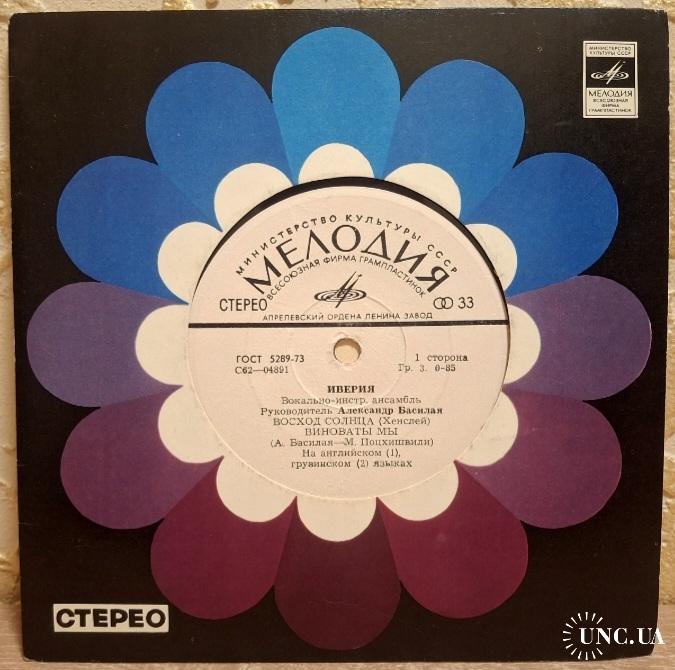 МИНИСТЕРСТВО
КУЛЬТУРЫ СССР
МЕЛОДИЯ
ВСЕСОЮЗНАЯ
ФИРМА
ГРАМПЛАСТИНОК
МИНИСТЕРСТВО КУЛЬТУРЫ СССР
МЕЛОДИЯ
ВСЕСОЮЗНАЯ ФИРМА ГРАМПЛАСТИНОК
СТЕРЕО
33
АПРЕЛЕВСКИЙ ОРДЕНА ЛЕНИНА ЗАВОД
ГОСТ 5289-73
1 сторона
С62—04891
Гр. 3. 0-85
ИВЕРИЯ
Вокально-инстр. ансамбль
Руководитель Александр Басилая
ВОСХОД СОЛНЦА (Хенслей)
ВИНОВАТЫ МЫ
(А. Басилая—М. Поцхишвили)
На английском (1),
грузинском (2) языках
СТЕРЕО
UNC.UA